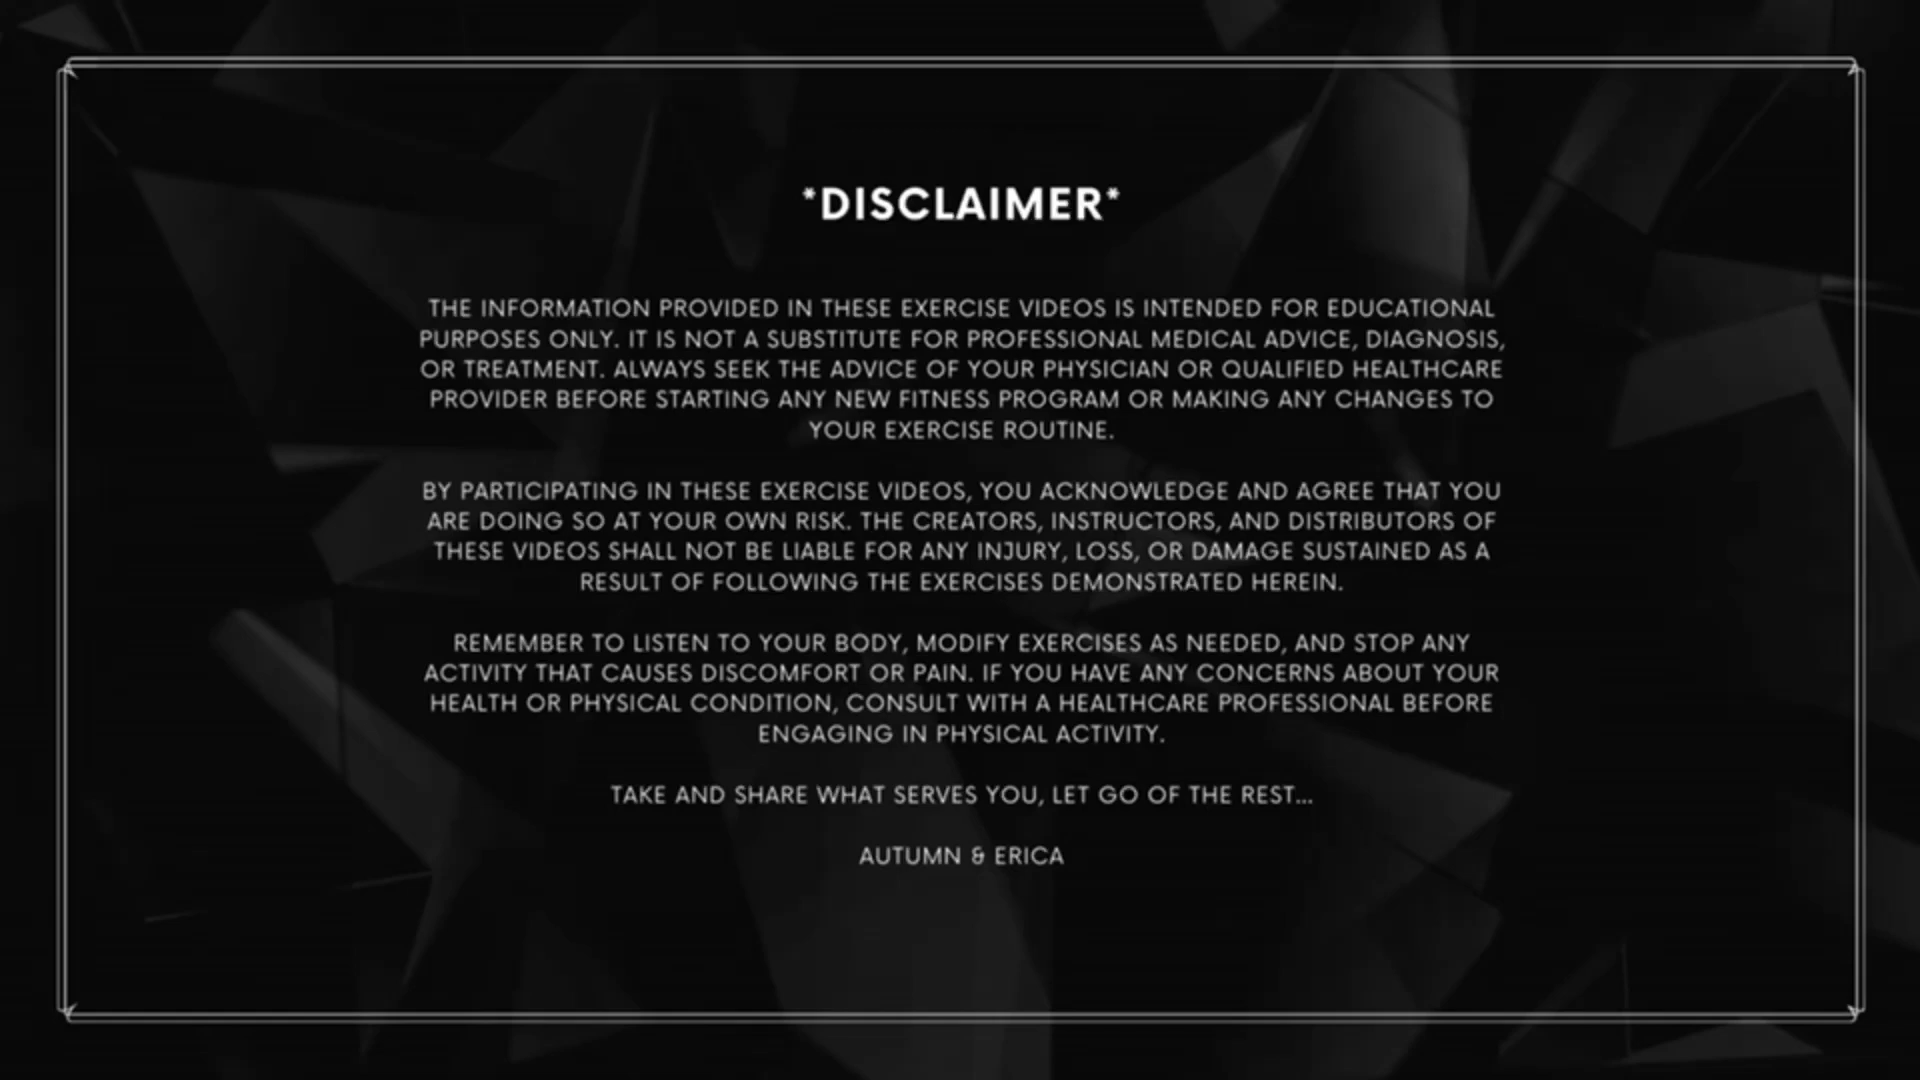 *DISCLAIMER*
THE INFORMATION PROVIDED IN THESE EXERCISE VIDEOS IS INTENDED FOR EDUCATIONAL
PURPOSES ONLY. IT IS NOT A SUBSTITUTE FOR PROFESSIONAL MEDICAL ADVICE, DIAGNOSIS,
OR TREATMENT. ALWAYS SEEK THE ADVICE OF YOUR PHYSICIAN OR QUALIFIED HEALTHCARE
PROVIDER BEFORE STARTING ANY NEW FITNESS PROGRAM OR MAKING ANY CHANGES TO
YOUR EXERCISE ROUTINE.
BY PARTICIPATING IN THESE EXERCISE VIDEOS, YOU ACKNOWLEDGE AND AGREE THAT YOU
ARE DOING SO AT YOUR OWN RISK. THE CREATORS, INSTRUCTORS, AND DISTRIBUTORS OF
THESE VIDEOS SHALL NOT BE LIABLE FOR ANY INJURY, LOSS, OR DAMAGE SUSTAINED AS A
RESULT OF FOLLOWING THE EXERCISES DEMONSTRATED HEREIN.
REMEMBER TO LISTEN TO YOUR BODY, MODIFY EXERCISES AS NEEDED, AND STOP ANY
ACTIVITY THAT CAUSES DISCOMFORT OR PAIN. IF YOU HAVE ANY CONCERNS ABOUT YOUR
HEALTH OR PHYSICAL CONDITION, CONSULT WITH A HEALTHCARE PROFESSIONAL BEFORE
ENGAGING IN PHYSICAL ACTIVITY.
TAKE AND SHARE WHAT SERVES YOU, LET GO OF THE REST...
AUTUMN & ERICA